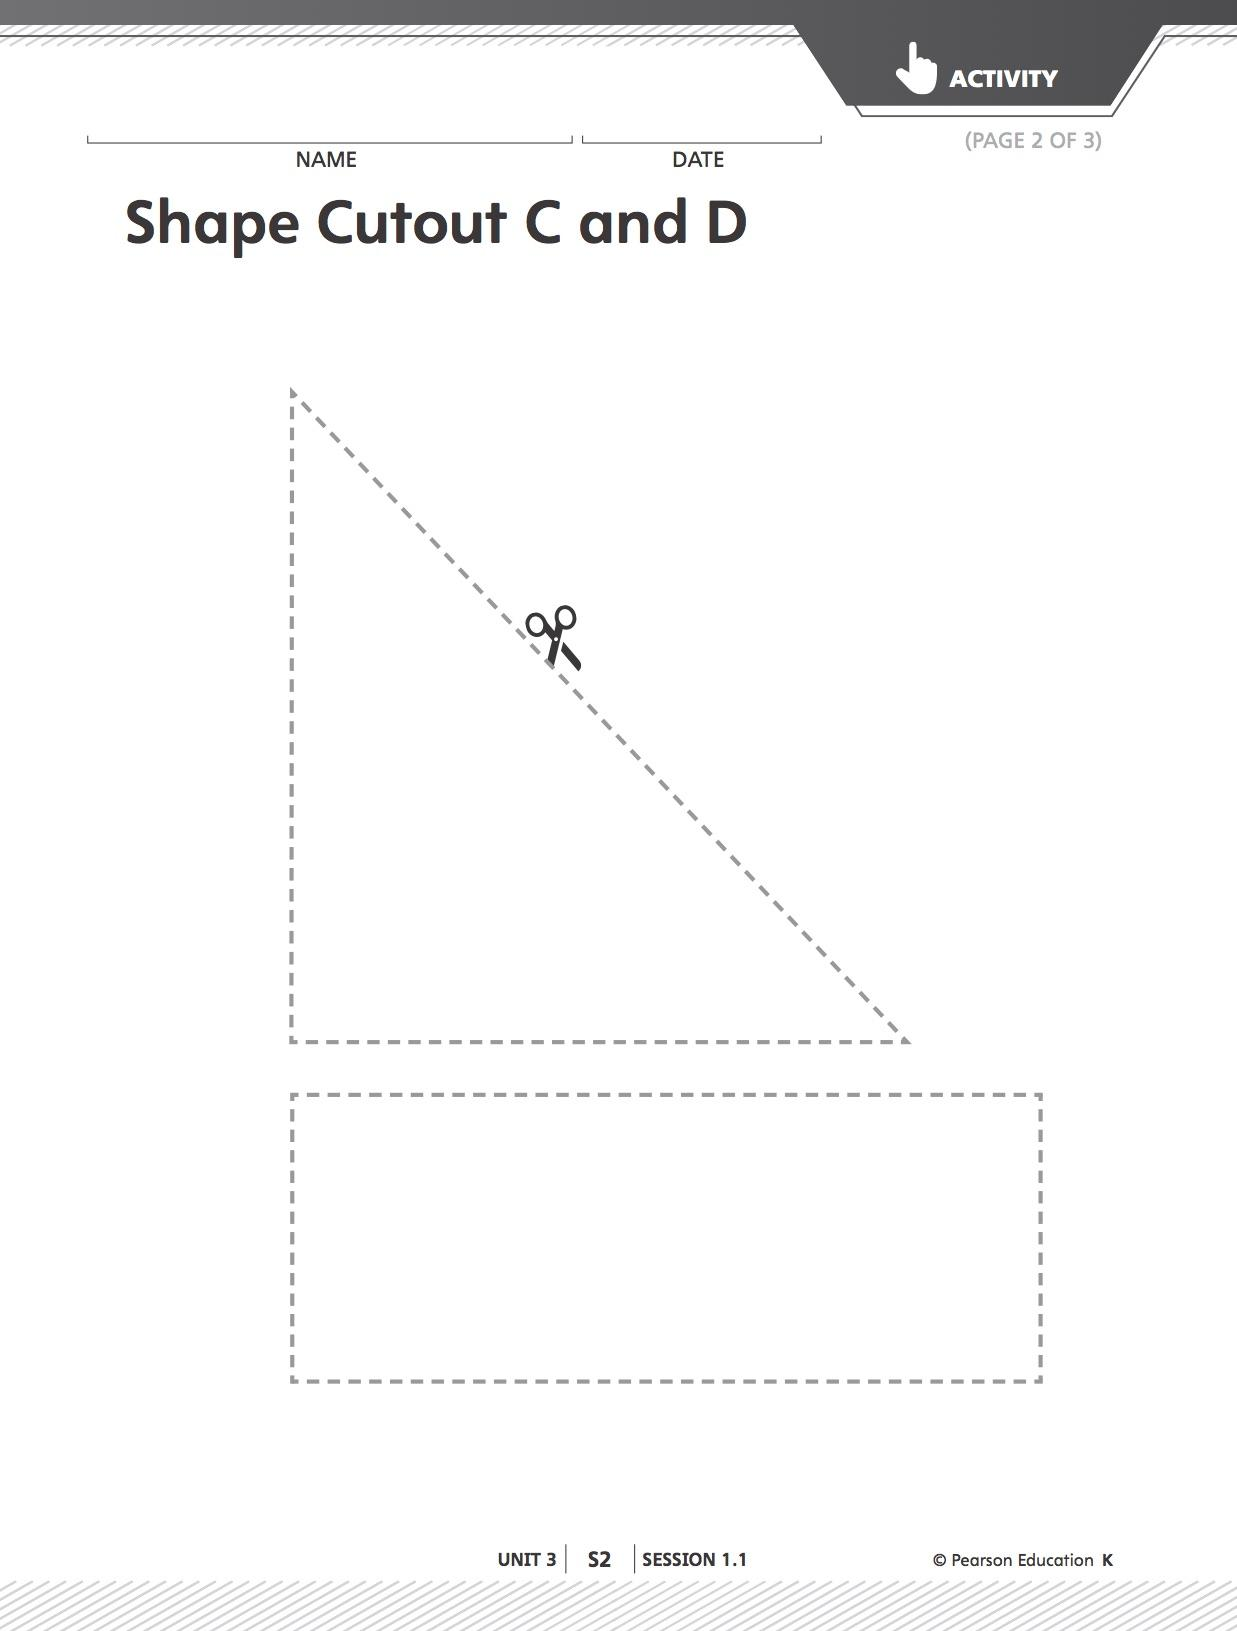 ACTIVITY
(PAGE 2 OF 3)
NAME DATE
Shape Cutout C and D
UNIT 3 S2 SESSION 1.1 © Pearson Education K